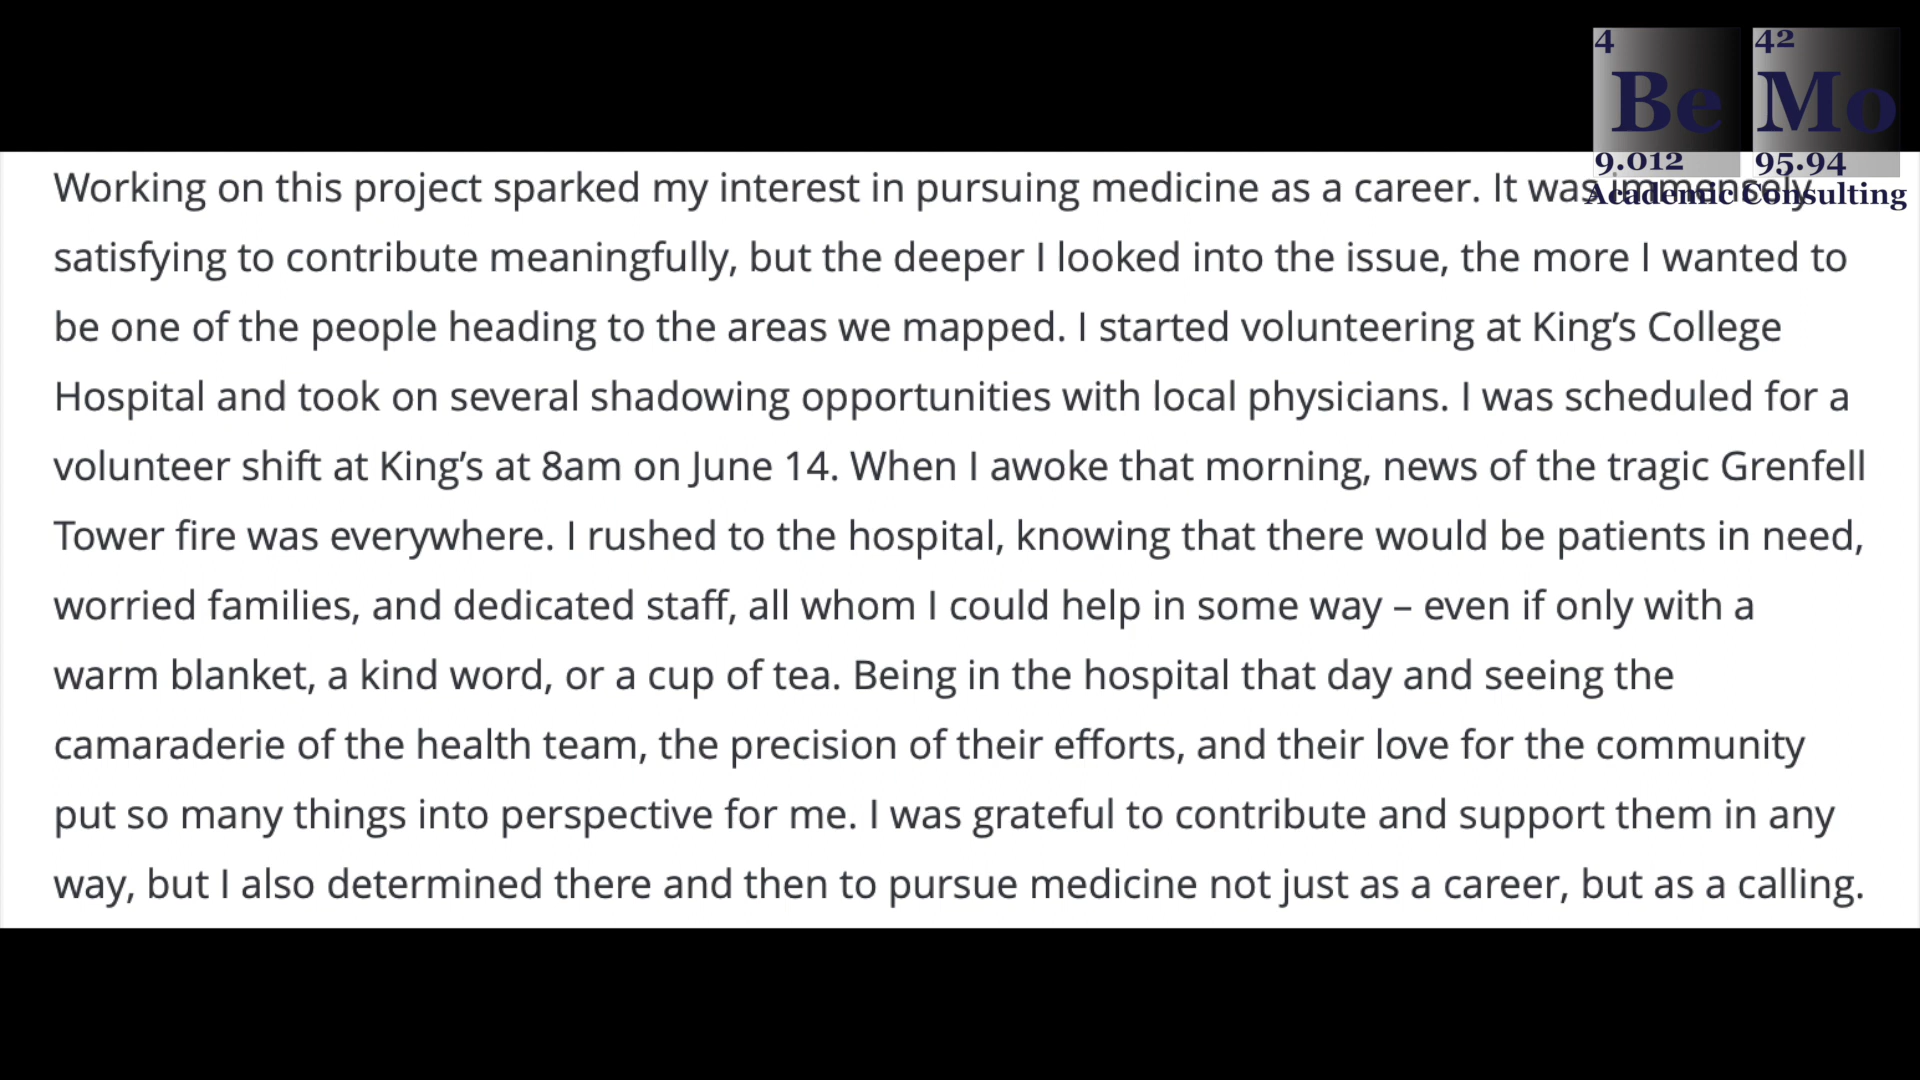 4 42
Be Mo
9.012 95.94
Academic Consulting
Working on this project sparked my interest in pursuing medicine as a career. It was immensely
satisfying to contribute meaningfully, but the deeper I looked into the issue, the more I wanted to
be one of the people heading to the areas we mapped. I started volunteering at King’s College
Hospital and took on several shadowing opportunities with local physicians. I was scheduled for a
volunteer shift at King’s at 8am on June 14. When I awoke that morning, news of the tragic Grenfell
Tower fire was everywhere. I rushed to the hospital, knowing that there would be patients in need,
worried families, and dedicated staff, all whom I could help in some way – even if only with a
warm blanket, a kind word, or a cup of tea. Being in the hospital that day and seeing the
camaraderie of the health team, the precision of their efforts, and their love for the community
put so many things into perspective for me. I was grateful to contribute and support them in any
way, but I also determined there and then to pursue medicine not just as a career, but as a calling.